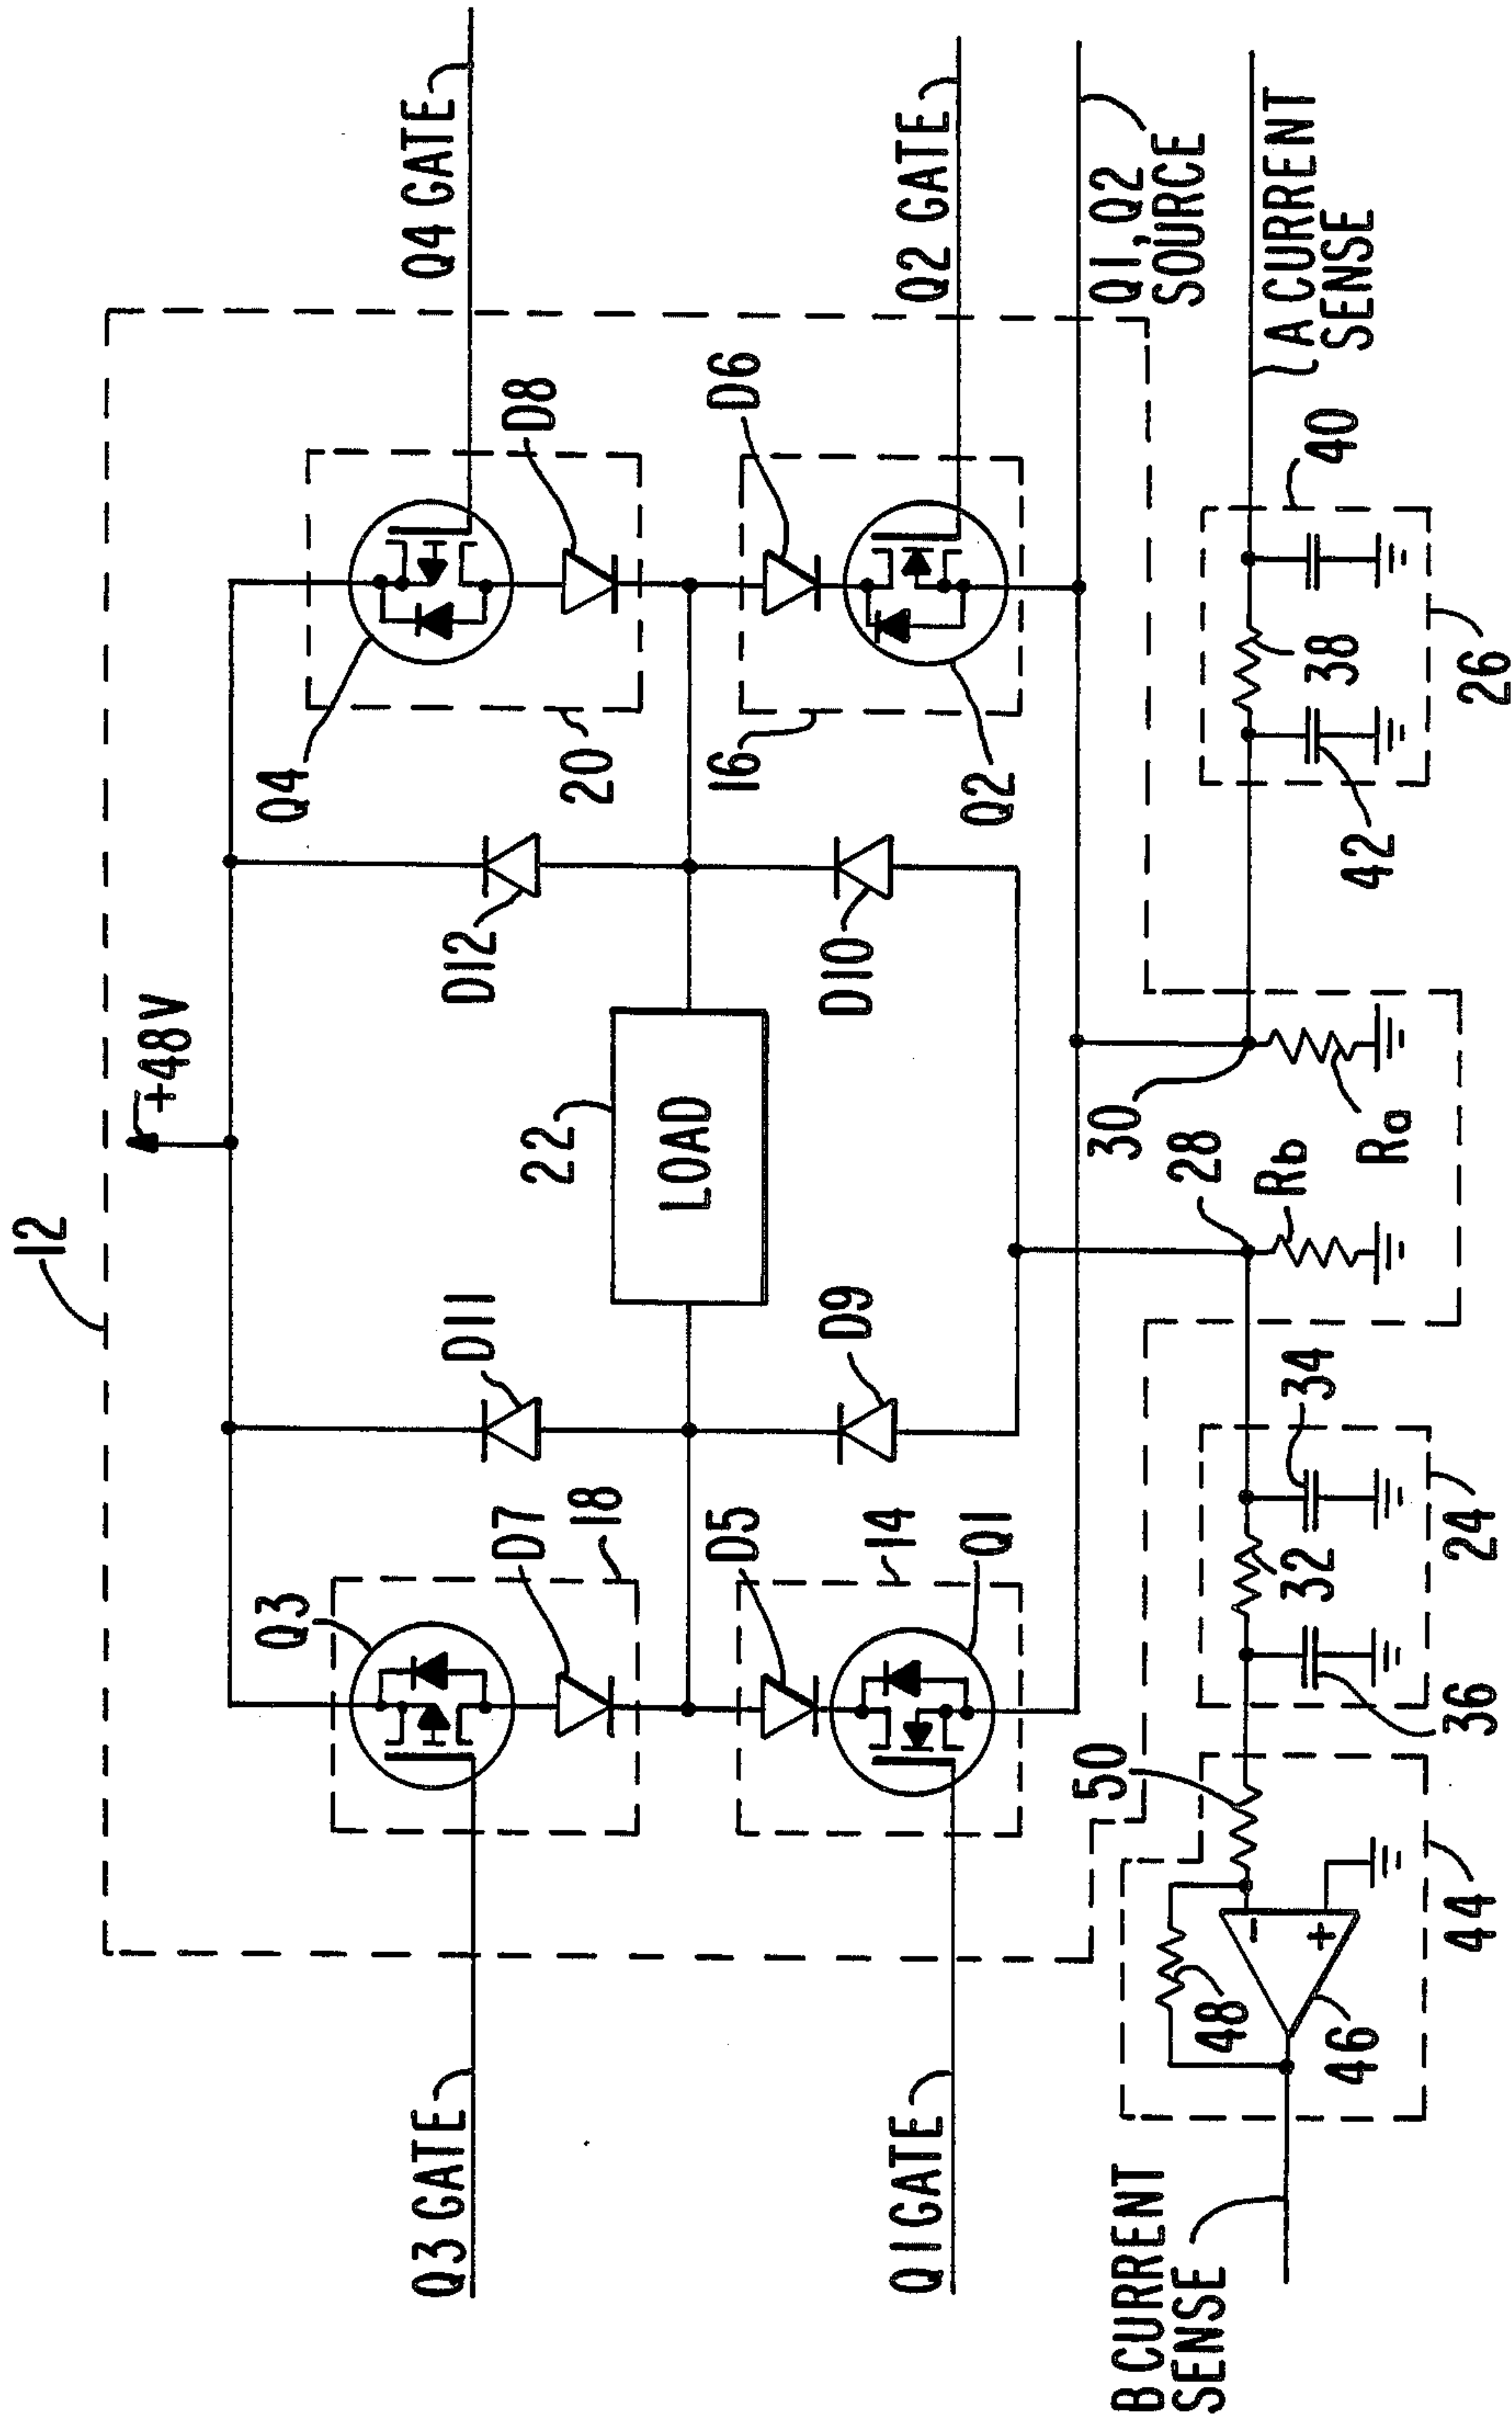 12
+48V
Q3 GATE
Q3
D7
18
D11
22
LOAD
D12
Q4
20
D8
Q4 GATE
Q1 GATE
D5
14
Q1
D9
D10
16
Q2
D6
Q2 GATE
30
28
Rb
Ra
Q1, Q2
SOURCE
B CURRENT
SENSE
48
46
-
+
44
50
36
32
34
24
42
38
40
26
A CURRENT
SENSE